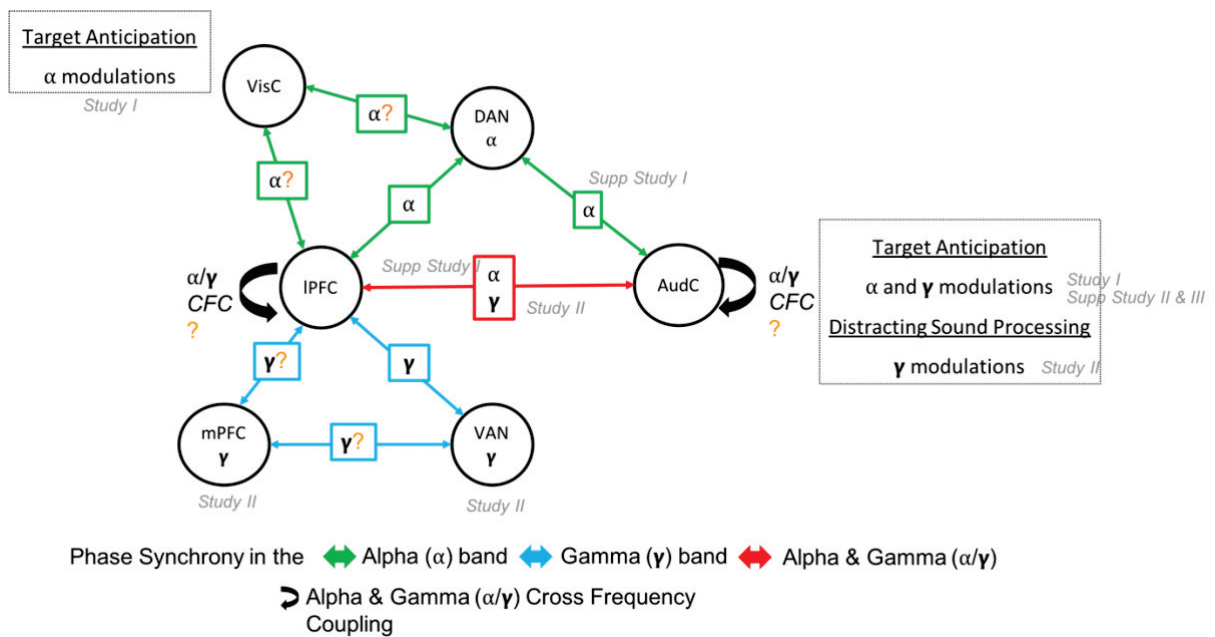 Target Anticipation
α modulations
Study I
VisC
α?
DAN
α
α?
α
Supp Study I
α
α/γ
CFC
?
lPFC
Supp Study I
α
γ
Study II
AudC
α/γ
CFC
?
Target Anticipation
α and γ modulations
Study I
Supp Study II & III
Distracting Sound Processing
γ modulations
Study II
γ?
γ
mPFC
γ
Study II
γ?
VAN
γ
Study II
Phase Synchrony in the Alpha (α) band Gamma (γ) band Alpha & Gamma (α/γ)
Alpha & Gamma (α/γ) Cross Frequency
Coupling